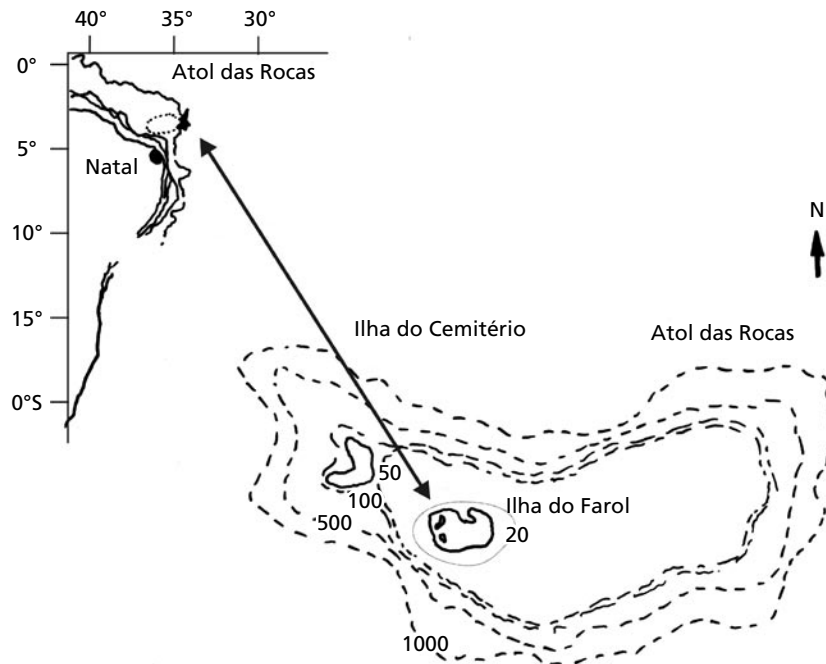 40° 35° 30°
Atol das Rocas
0°
5°
Natal
10°
N
15°
Ilha do Cemitério
Atol das Rocas
0°S
50
100
Ilha do Farol
500
20
1000